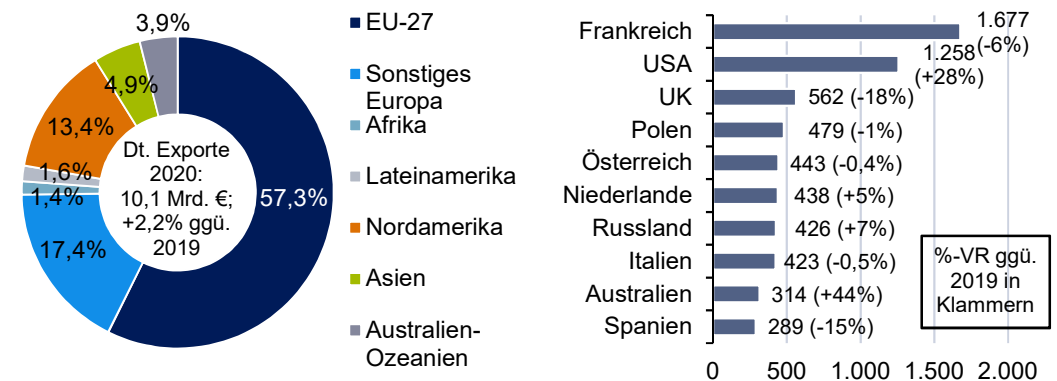 3,9%
4,9%
13,4%
1,6%
1,4%
17,4%
57,3%
Dt. Exporte
2020:
10,1 Mrd. €;
+2,2% ggü.
2019
EU-27
Sonstiges
Europa
Afrika
Lateinamerika
Nordamerika
Asien
Australien-
Ozeanien
Frankreich 1.677
(-6%)
USA 1.258
(+28%)
UK 562 (-18%)
Polen 479 (-1%)
Österreich 443 (-0,4%)
Niederlande 438 (+5%)
Russland 426 (+7%)
Italien 423 (-0,5%)
Australien 314 (+44%)
Spanien 289 (-15%)
%-VR ggü.
2019 in
Klammern
0 500 1.000 1.500 2.000